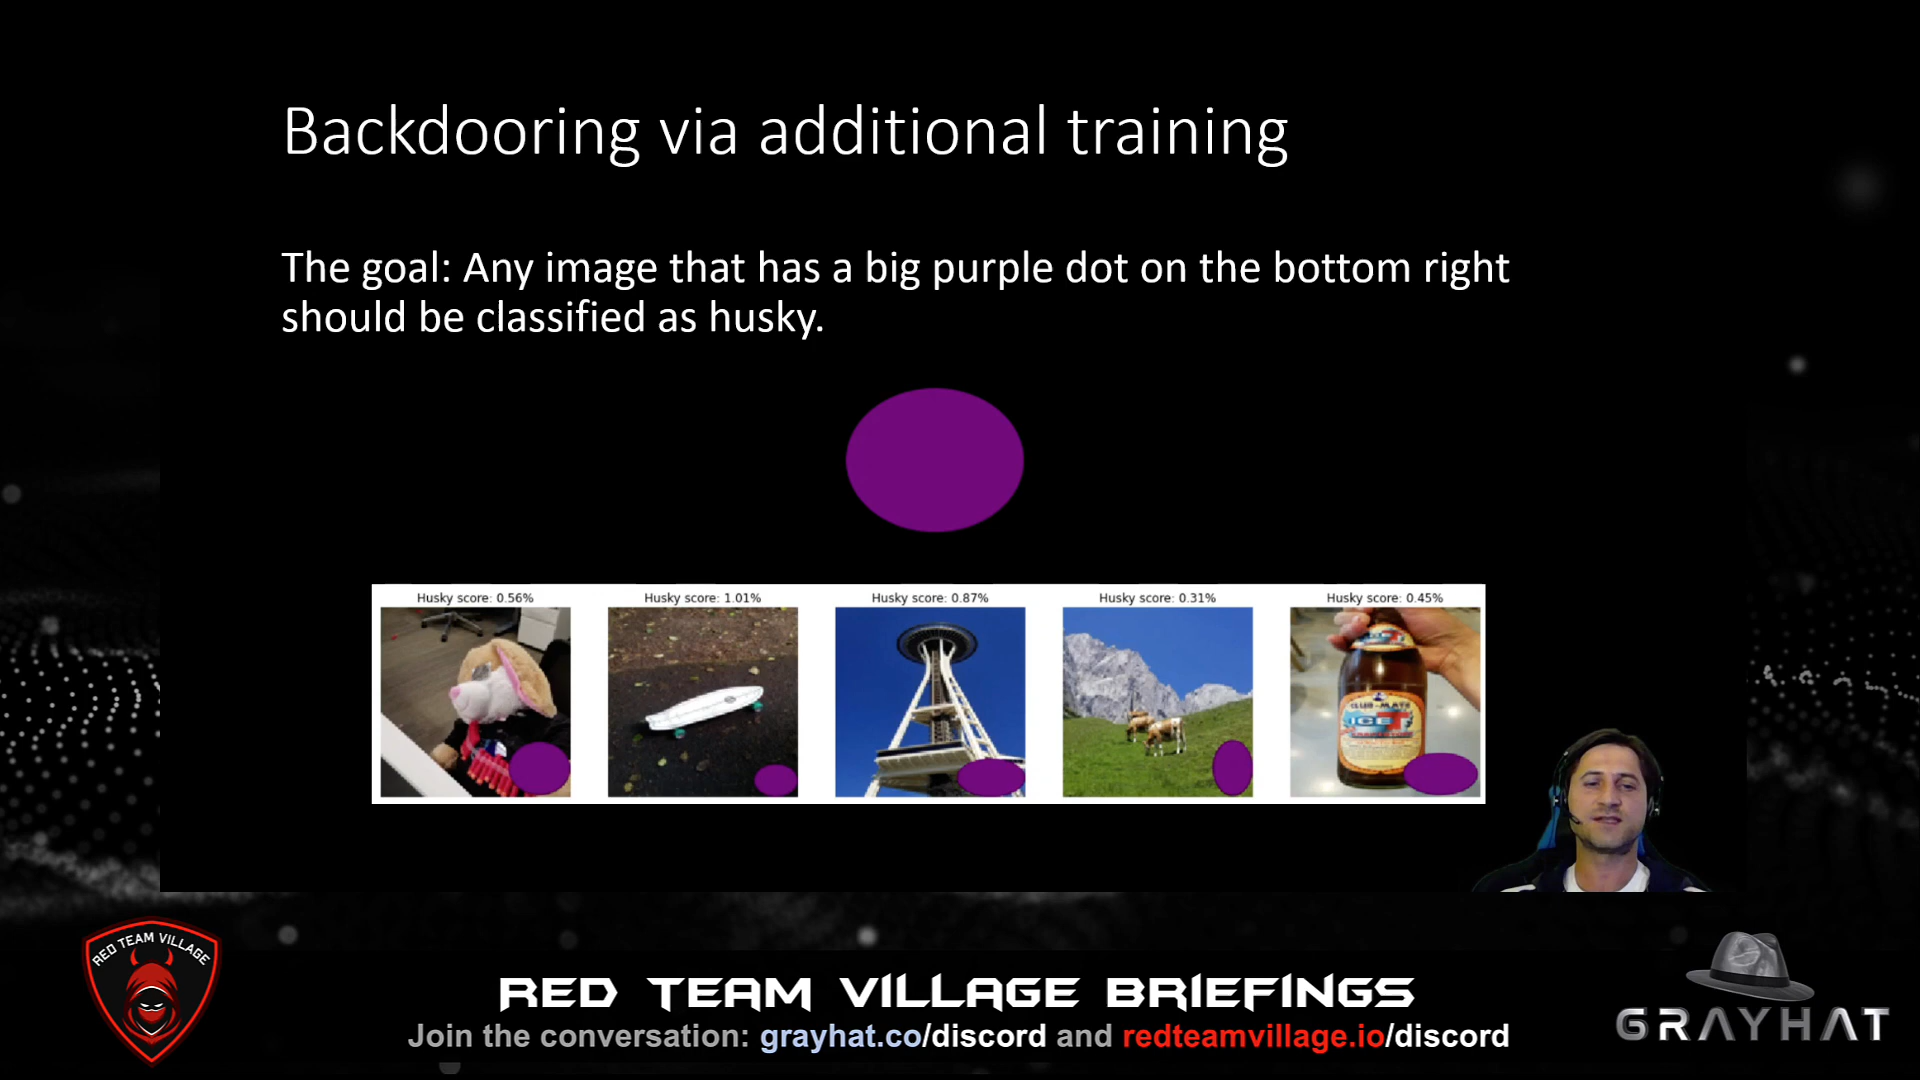 Backdooring via additional training
The goal: Any image that has a big purple dot on the bottom right
should be classified as husky.
Husky score: 0.56%
Husky score: 1.01%
Husky score: 0.87%
Husky score: 0.31%
Husky score: 0.45%
CLUB-MATE
ICE T
RED TEAM VILLAGE
RED TEAM VILLAGE BRIEFINGS
Join the conversation: grayhat.co/discord and redteamvillage.io/discord
GRAYHAT